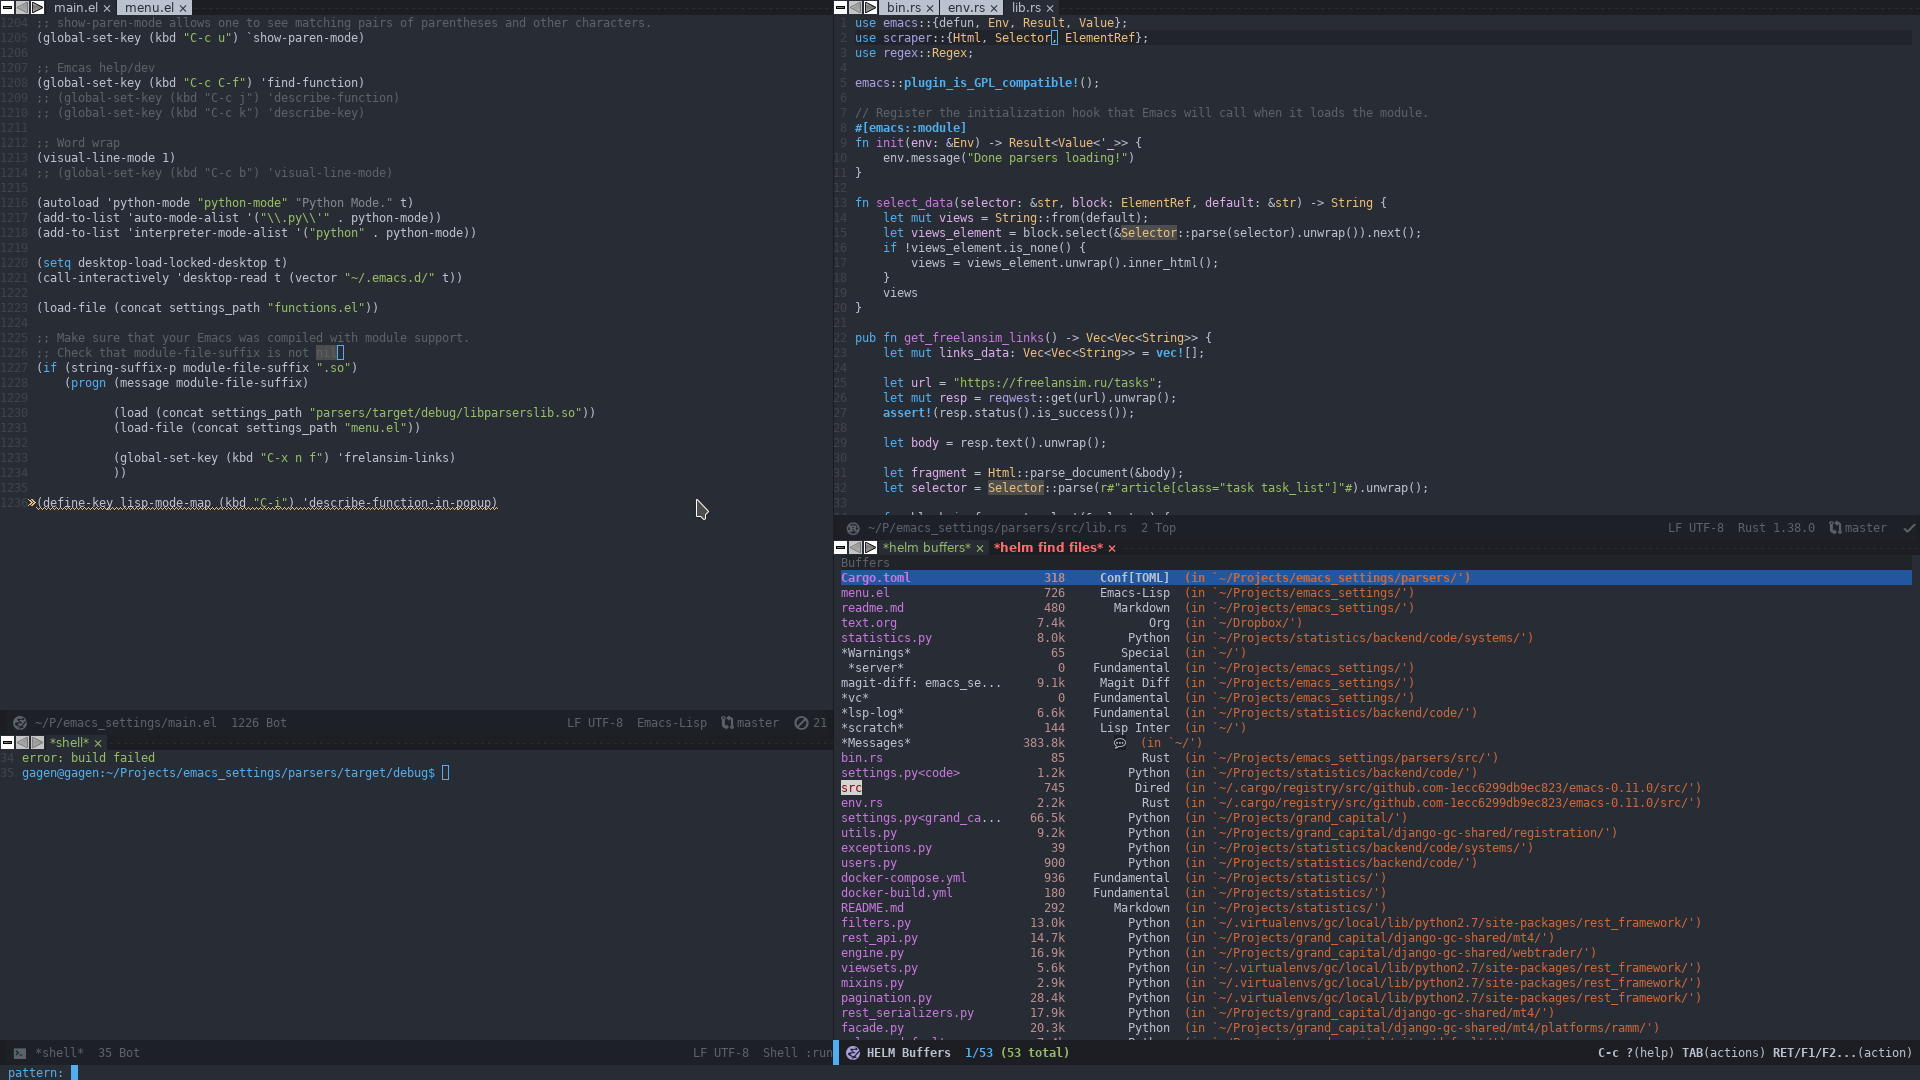 main.el × menu.el ×
1204 ;; show-paren-mode allows one to see matching pairs of parentheses and other characters.
1205 (global-set-key (kbd "C-c u") `show-paren-mode)
1206
1207 ;; Emcas help/dev
1208 (global-set-key (kbd "C-c C-f") 'find-function)
1209 ;; (global-set-key (kbd "C-c j") 'describe-function)
1210 ;; (global-set-key (kbd "C-c k") 'describe-key)
1211
1212 ;; Word wrap
1213 (visual-line-mode 1)
1214 ;; (global-set-key (kbd "C-c b") 'visual-line-mode)
1215
1216 (autoload 'python-mode "python-mode" "Python Mode." t)
1217 (add-to-list 'auto-mode-alist '("\\.py\\'" . python-mode))
1218 (add-to-list 'interpreter-mode-alist '("python" . python-mode))
1219
1220 (setq desktop-load-locked-desktop t)
1221 (call-interactively 'desktop-read t (vector "~/.emacs.d/" t))
1222
1223 (load-file (concat settings_path "functions.el"))
1224
1225 ;; Make sure that your Emacs was compiled with module support.
1226 ;; Check that module-file-suffix is not nil
1227 (if (string-suffix-p module-file-suffix ".so")
1228 (progn (message module-file-suffix)
1229
1230 (load (concat settings_path "parsers/target/debug/libparserslib.so"))
1231 (load-file (concat settings_path "menu.el"))
1232
1233 (global-set-key (kbd "C-x n f") 'frelansim-links)
1234 ))
1235
1236 (define-key lisp-mode-map (kbd "C-i") 'describe-function-in-popup)
~/P/emacs_settings/main.el 1226 Bot LF UTF-8 Emacs-Lisp master 21
*shell* ×
34 error: build failed
35 gagen@gagen:~/Projects/emacs_settings/parsers/target/debug$
*shell* 35 Bot LF UTF-8 Shell :run
bin.rs × env.rs × lib.rs ×
1 use emacs::{defun, Env, Result, Value};
2 use scraper::{Html, Selector, ElementRef};
3 use regex::Regex;
4
5 emacs::plugin_is_GPL_compatible!();
6
7 // Register the initialization hook that Emacs will call when it loads the module.
8 #[emacs::module]
9 fn init(env: &Env) -> Result<Value<'_>> {
10 env.message("Done parsers loading!")
11 }
12
13 fn select_data(selector: &str, block: ElementRef, default: &str) -> String {
14 let mut views = String::from(default);
15 let views_element = block.select(&Selector::parse(selector).unwrap()).next();
16 if !views_element.is_none() {
17 views = views_element.unwrap().inner_html();
18 }
19 views
20 }
21
22 pub fn get_freelansim_links() -> Vec<Vec<String>> {
23 let mut links_data: Vec<Vec<String>> = vec![];
24
25 let url = "https://freelansim.ru/tasks";
26 let mut resp = reqwest::get(url).unwrap();
27 assert!(resp.status().is_success());
28
29 let body = resp.text().unwrap();
30
31 let fragment = Html::parse_document(&body);
32 let selector = Selector::parse(r#"article[class="task task_list"]"#).unwrap();
33
~/P/emacs_settings/parsers/src/lib.rs 2 Top LF UTF-8 Rust 1.38.0 master
*helm buffers* × *helm find files* ×
Buffers
Cargo.toml 318 Conf[TOML] (in `~/Projects/emacs_settings/parsers/')
menu.el 726 Emacs-Lisp (in `~/Projects/emacs_settings/')
readme.md 480 Markdown (in `~/Projects/emacs_settings/')
text.org 7.4k Org (in `~/Dropbox/')
statistics.py 8.0k Python (in `~/Projects/statistics/backend/code/systems/')
*Warnings* 65 Special (in `~/')
*server* 0 Fundamental (in `~/Projects/emacs_settings/')
magit-diff: emacs_se... 9.1k Magit Diff (in `~/Projects/emacs_settings/')
*vc* 0 Fundamental (in `~/Projects/emacs_settings/')
*lsp-log* 6.6k Fundamental (in `~/Projects/statistics/backend/code/')
*scratch* 144 Lisp Inter (in `~/')
*Messages* 383.8k (in `~/')
bin.rs 85 Rust (in `~/Projects/emacs_settings/parsers/src/')
settings.py<code> 1.2k Python (in `~/Projects/statistics/backend/code/')
src 745 Dired (in `~/.cargo/registry/src/github.com-1ecc6299db9ec823/emacs-0.11.0/src/')
env.rs 2.2k Rust (in `~/.cargo/registry/src/github.com-1ecc6299db9ec823/emacs-0.11.0/src/')
settings.py<grand_ca... 66.5k Python (in `~/Projects/grand_capital/')
utils.py 9.2k Python (in `~/Projects/grand_capital/django-gc-shared/registration/')
exceptions.py 39 Python (in `~/Projects/statistics/backend/code/systems/')
users.py 900 Python (in `~/Projects/statistics/backend/code/')
docker-compose.yml 936 Fundamental (in `~/Projects/statistics/')
docker-build.yml 180 Fundamental (in `~/Projects/statistics/')
README.md 292 Markdown (in `~/Projects/statistics/')
filters.py 13.0k Python (in `~/.virtualenvs/gc/local/lib/python2.7/site-packages/rest_framework/')
rest_api.py 14.7k Python (in `~/Projects/grand_capital/django-gc-shared/mt4/')
engine.py 16.9k Python (in `~/Projects/grand_capital/django-gc-shared/webtrader/')
viewsets.py 5.6k Python (in `~/.virtualenvs/gc/local/lib/python2.7/site-packages/rest_framework/')
mixins.py 2.9k Python (in `~/.virtualenvs/gc/local/lib/python2.7/site-packages/rest_framework/')
pagination.py 28.4k Python (in `~/.virtualenvs/gc/local/lib/python2.7/site-packages/rest_framework/')
rest_serializers.py 17.9k Python (in `~/Projects/grand_capital/django-gc-shared/mt4/')
facade.py 20.3k Python (in `~/Projects/grand_capital/django-gc-shared/mt4/platforms/ramm/')
HELM Buffers 1/53 (53 total) C-c ?(help) TAB(actions) RET/F1/F2...(action)
pattern: